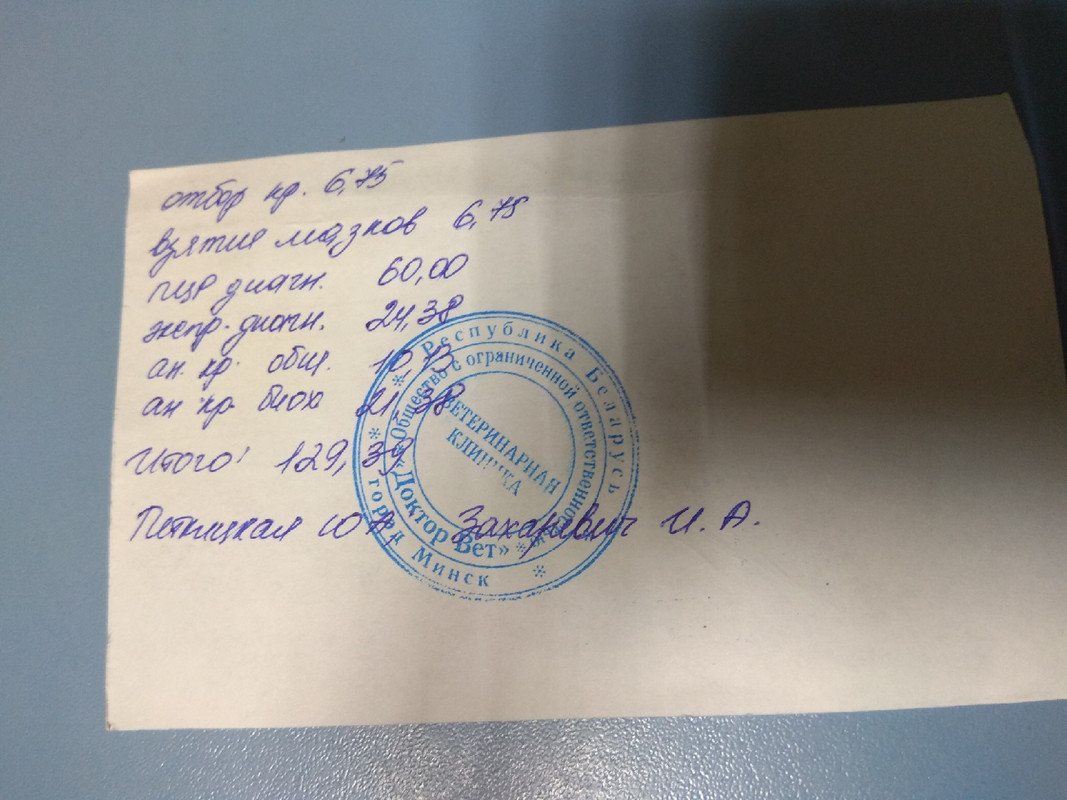 отбор кр. 6,75
взятие мазков 6,75
пцр диагн. 60,00
экспр. диагн. 24,38
ан. кр. общ. 10,13
ан кр. биох 21,38
Итого: 129,39
Ю.А, Захаревич И. А.
Республика Беларусь
город Минск
Общество с ограниченной ответственностью
«Доктор Вет»
ВЕТЕРИНАРНАЯ
КЛИНИКА